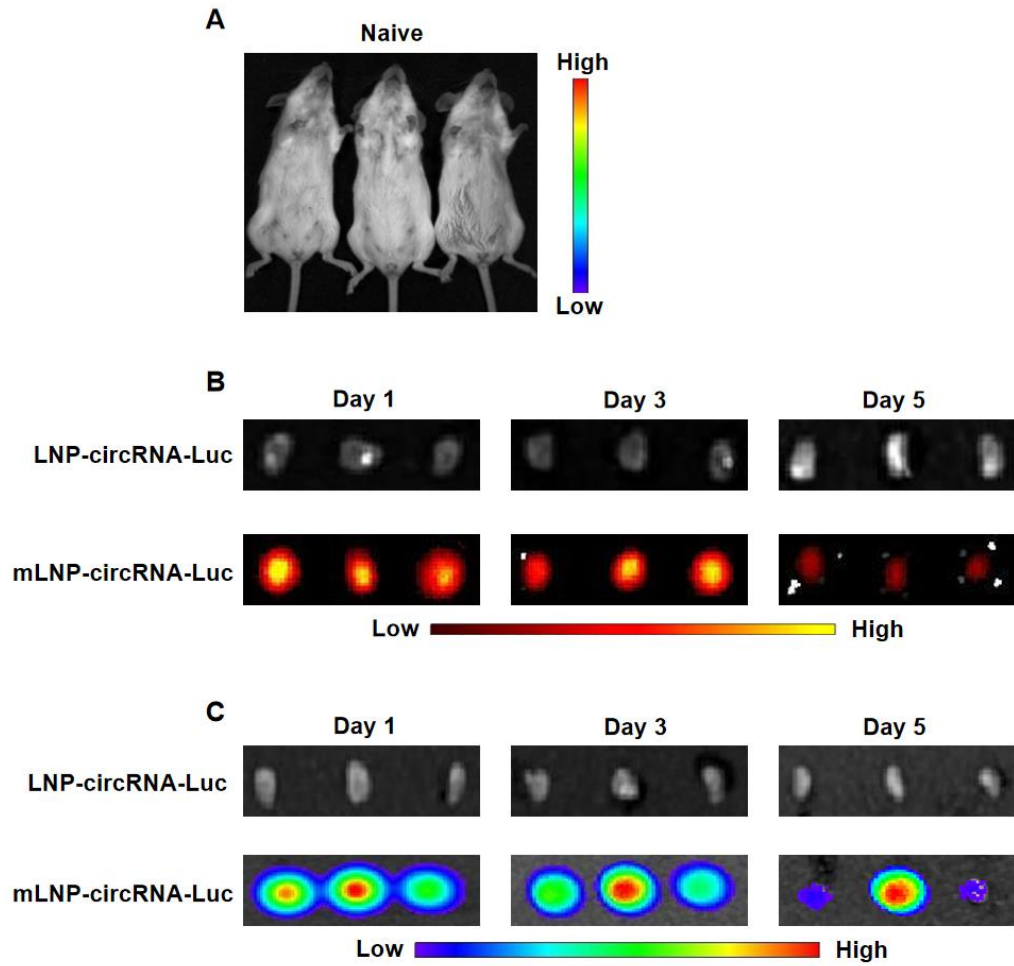 A
Naive
High
Low
B
Day 1 Day 3 Day 5
LNP-circRNA-Luc
mLNP-circRNA-Luc
Low High
C
Day 1 Day 3 Day 5
LNP-circRNA-Luc
mLNP-circRNA-Luc
Low High